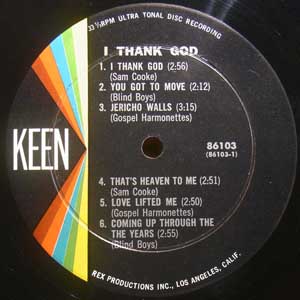 33 ⅓ RPM ULTRA TONAL DISC RECORDING
I THANK GOD
1. I THANK GOD (2:56)
(Sam Cooke)
2. YOU GOT TO MOVE (2:12)
(Blind Boys)
3. JERICHO WALLS (3:15)
(Gospel Harmonettes)
KEEN
86103
(86103-1)
4. THAT'S HEAVEN TO ME (2:51)
(Sam Cooke)
5. LOVE LIFTED ME (2:50)
(Gospel Harmonettes)
6. COMING UP THROUGH THE
THE YEARS (2:55)
(Blind Boys)
REX PRODUCTIONS INC., LOS ANGELES, CALIF.